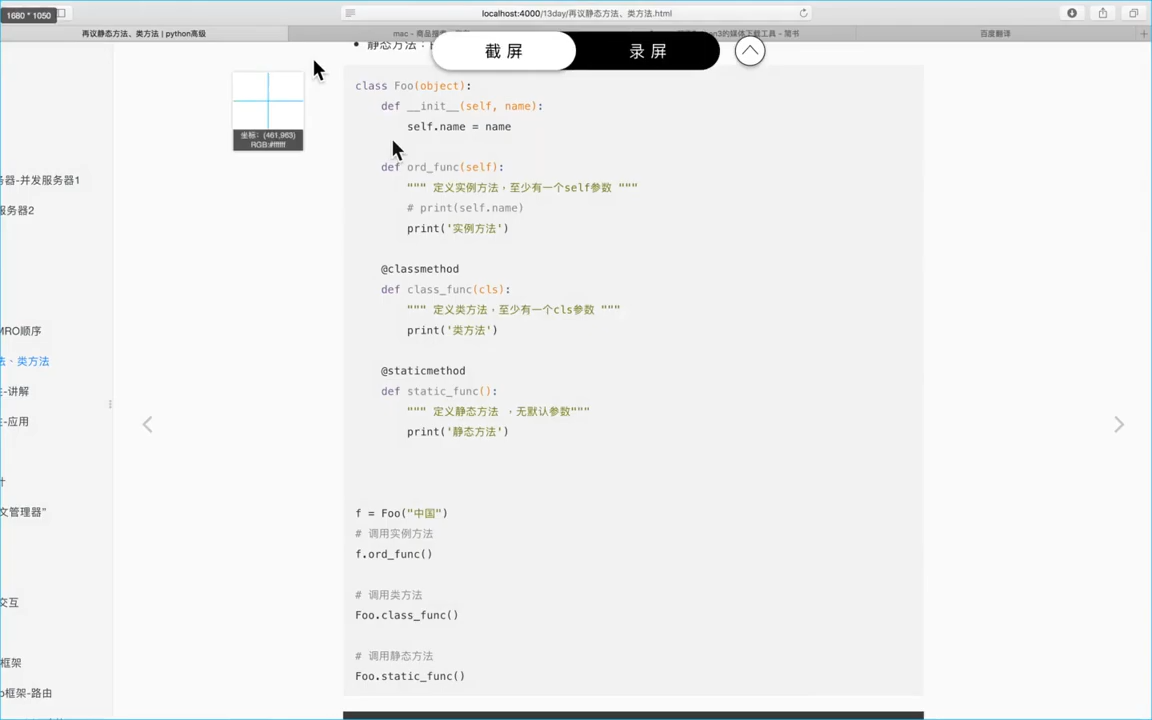 1680 * 1050
localhost:4000/13day/再议静态方法、类方法.html
再议静态方法、类方法 | python高级
百度翻译
截屏
录屏
坐标: (461,963)
RGB:#ffffff
class Foo(object):
def __init__(self, name):
self.name = name
def ord_func(self):
""" 定义实例方法，至少有一个self参数 """
# print(self.name)
print('实例方法')
@classmethod
def class_func(cls):
""" 定义类方法，至少有一个cls参数 """
print('类方法')
@staticmethod
def static_func():
""" 定义静态方法 ，无默认参数"""
print('静态方法')
f = Foo("中国")
# 调用实例方法
f.ord_func()
# 调用类方法
Foo.class_func()
# 调用静态方法
Foo.static_func()
务器-并发服务器1
服务器2
MRO顺序
法、类方法
-讲解
-应用
文管理器”
交互
框架
框架-路由